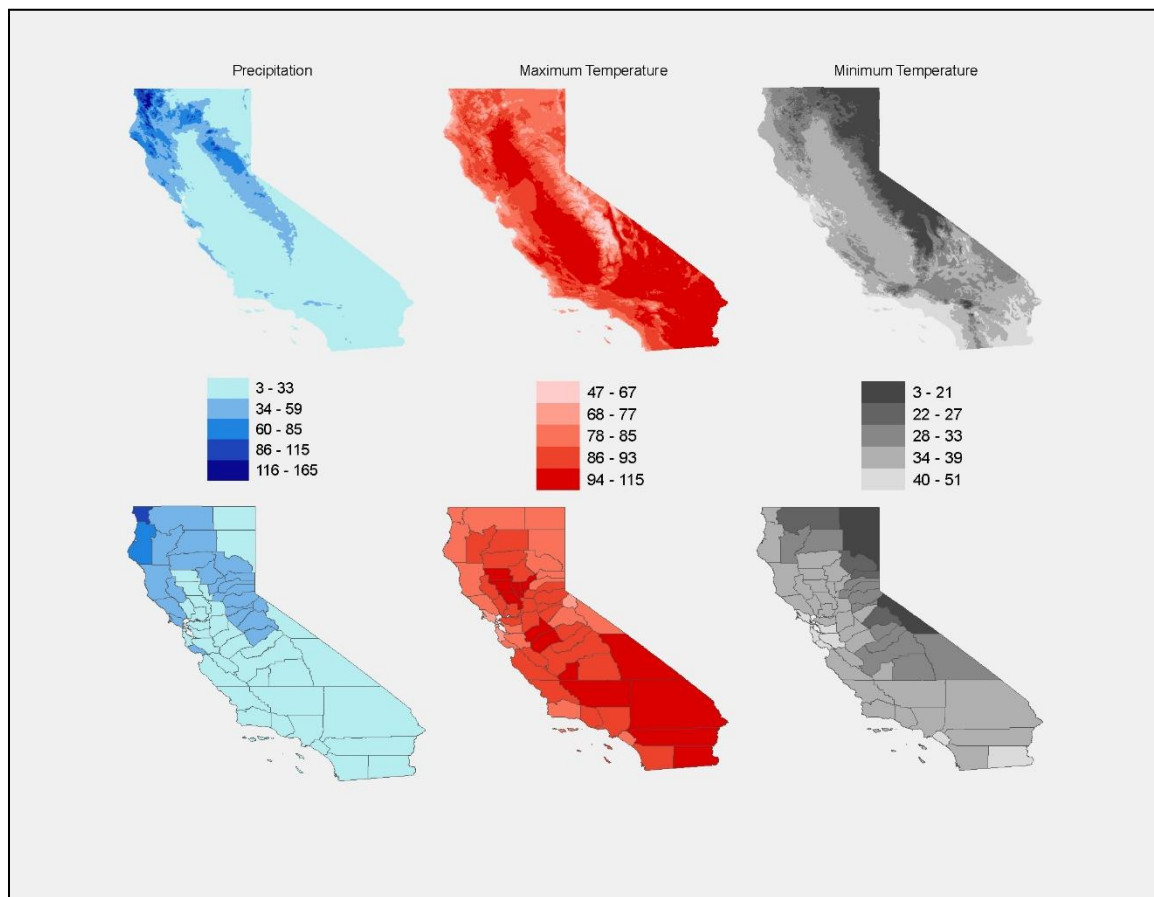 Precipitation
Maximum Temperature
Minimum Temperature
3 - 33
34 - 59
60 - 85
86 - 115
116 - 165
47 - 67
68 - 77
78 - 85
86 - 93
94 - 115
3 - 21
22 - 27
28 - 33
34 - 39
40 - 51